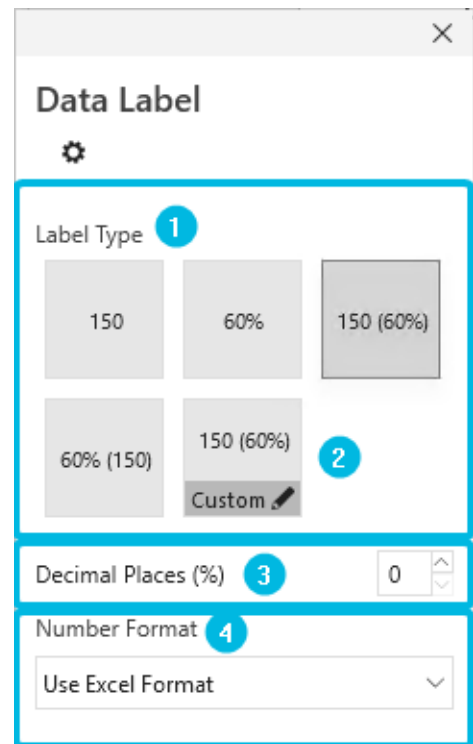 Data Label
Label Type 1
150 60% 150 (60%)
60% (150) 150 (60%) 2
Custom
Decimal Places (%) 3 0
Number Format 4
Use Excel Format